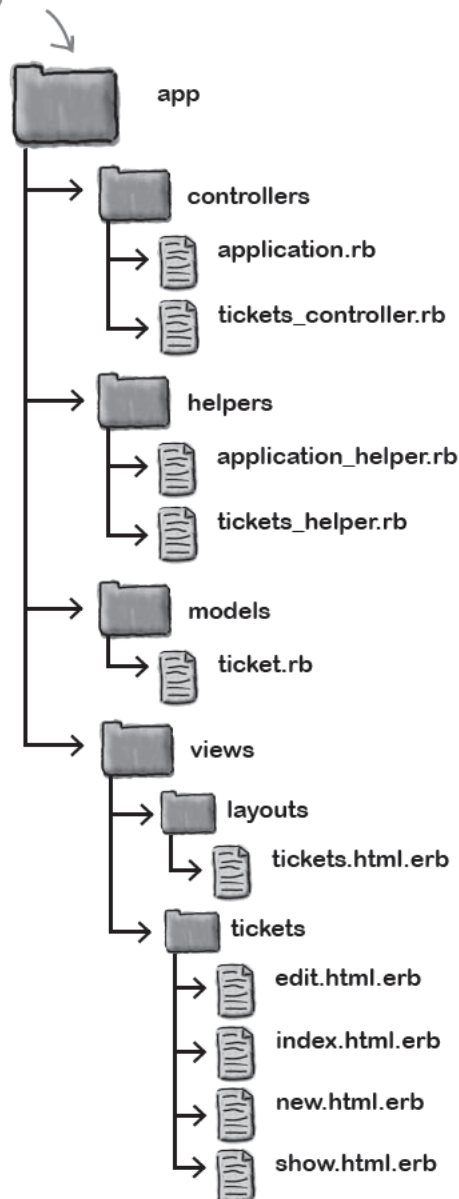 app
controllers
application.rb
tickets_controller.rb
helpers
application_helper.rb
tickets_helper.rb
models
ticket.rb
views
layouts
tickets.html.erb
tickets
edit.html.erb
index.html.erb
new.html.erb
show.html.erb